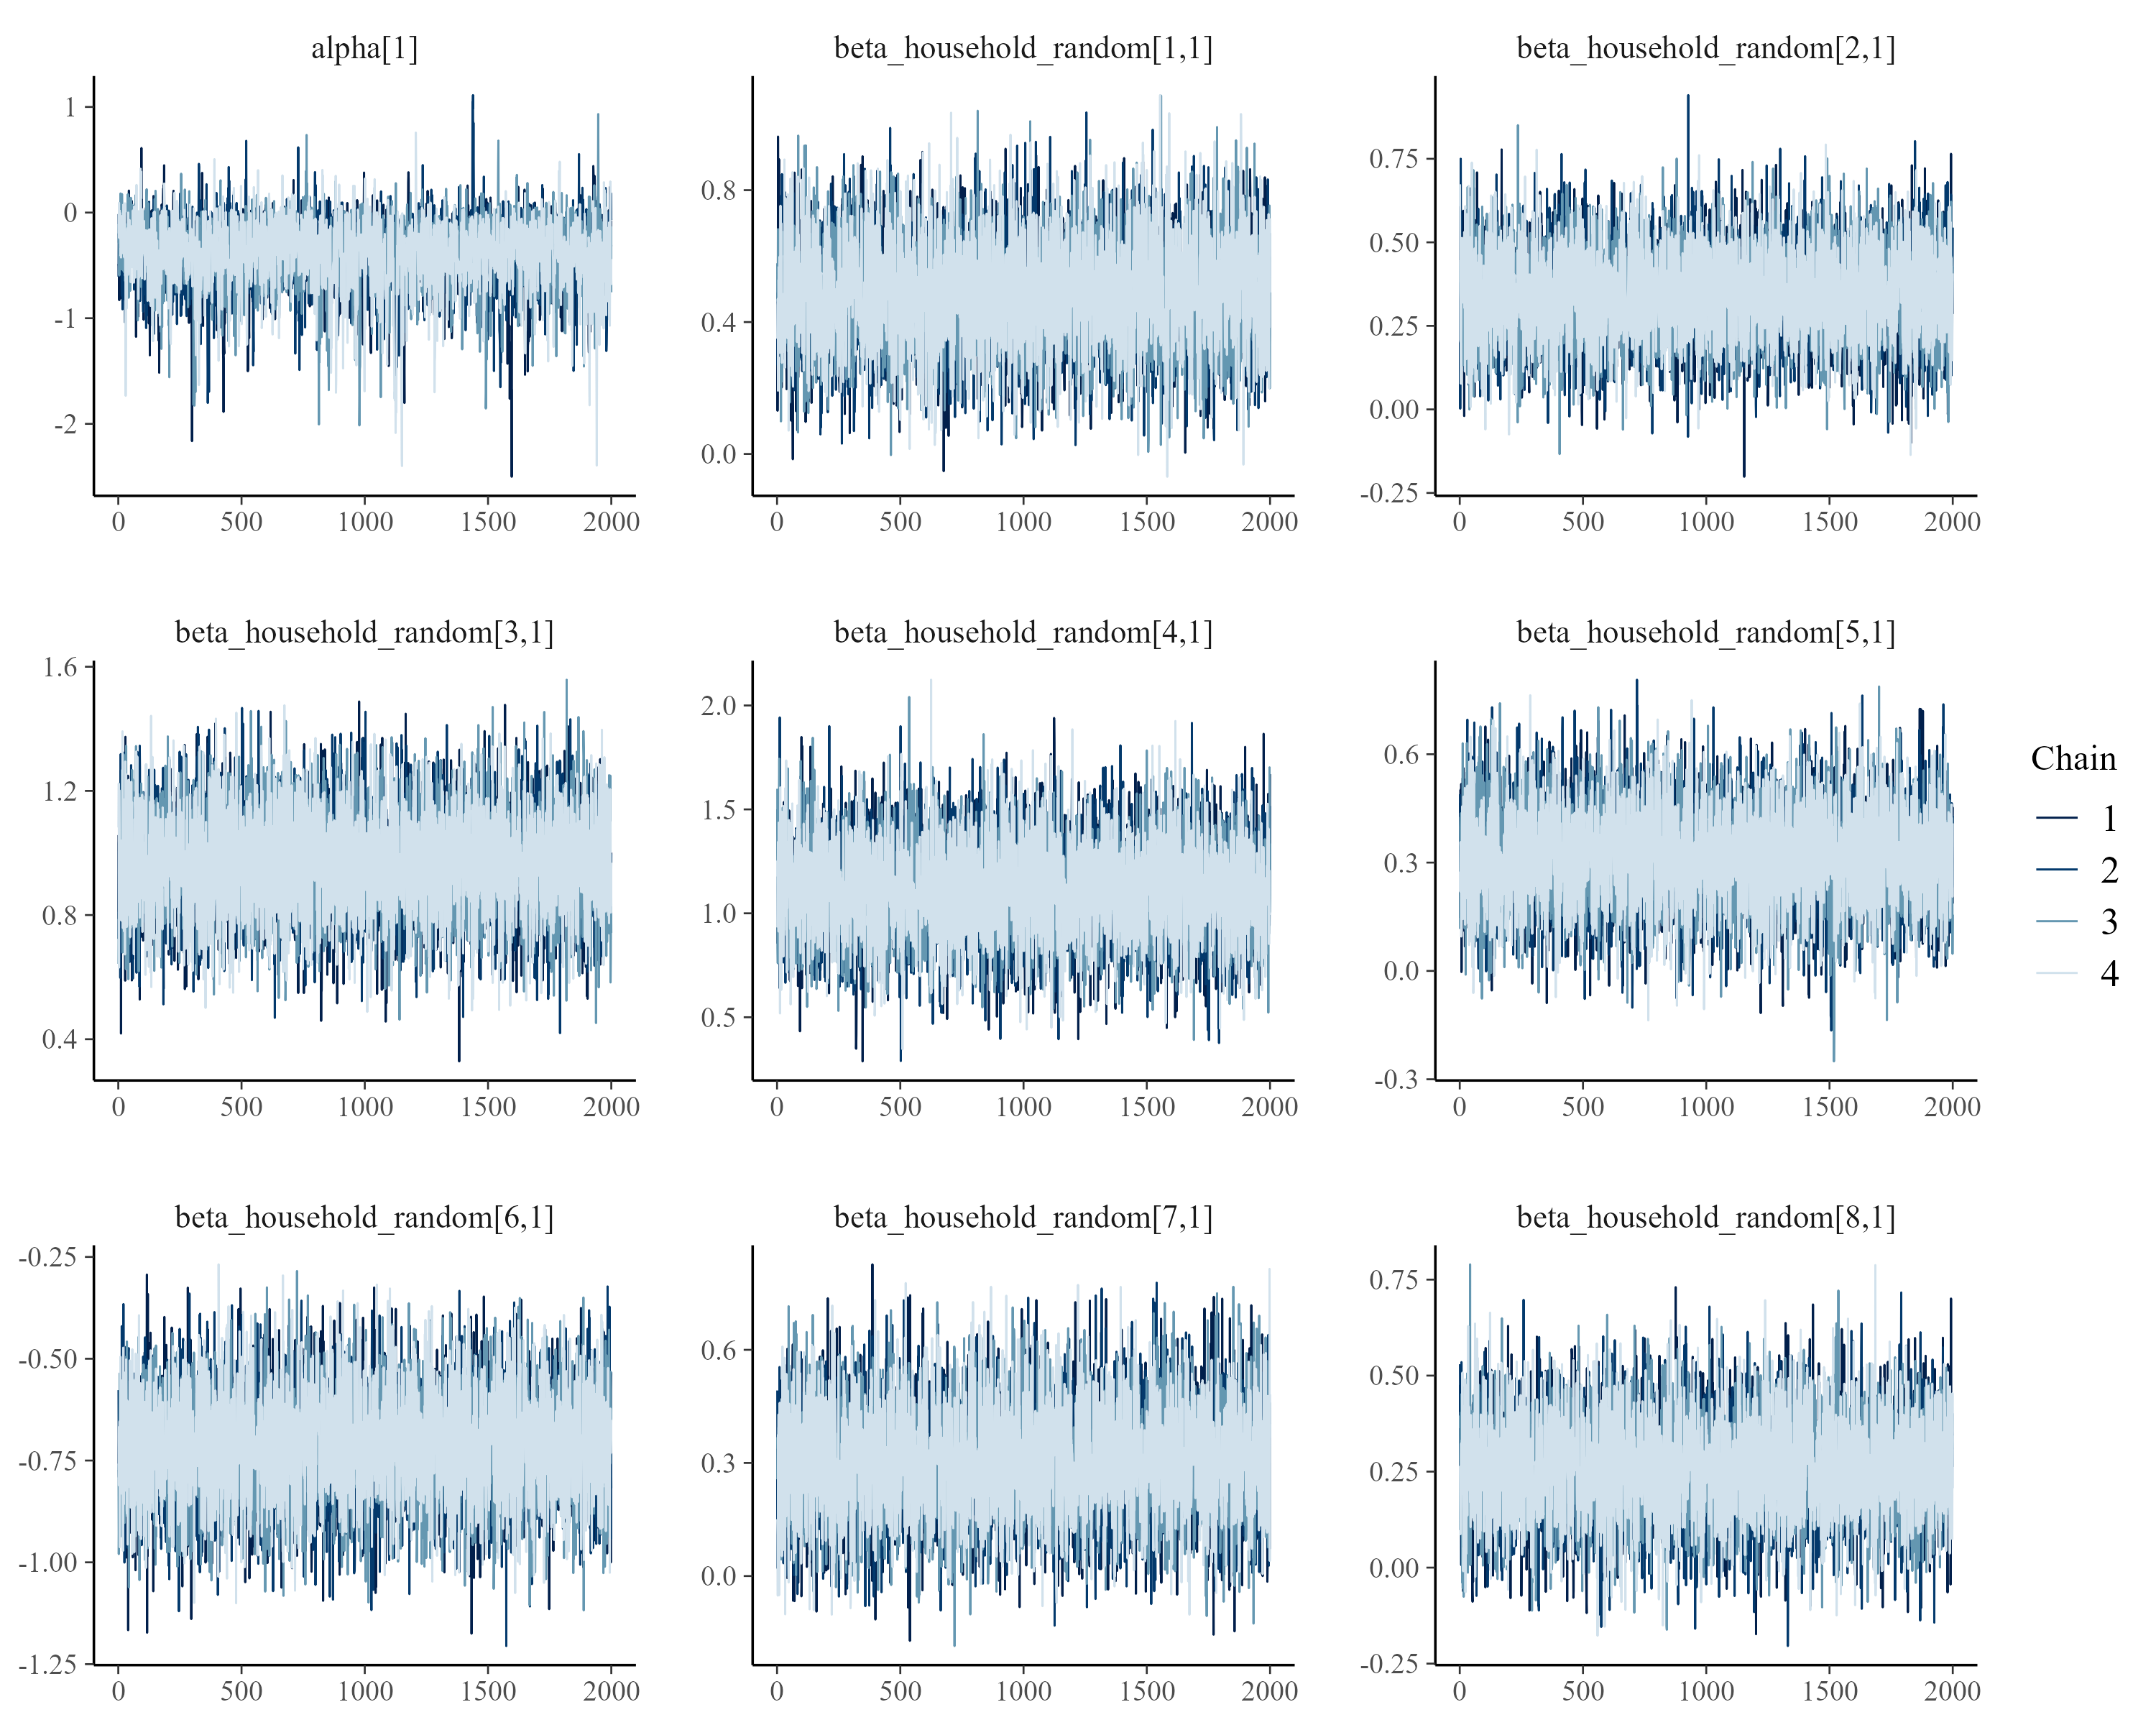 alpha[1]
beta_household_random[1,1]
beta_household_random[2,1]
1
0
-1
-2
0.8
0.4
0.0
0.75
0.50
0.25
0.00
-0.25
0 500 1000 1500 2000
0 500 1000 1500 2000
0 500 1000 1500 2000
beta_household_random[3,1]
beta_household_random[4,1]
beta_household_random[5,1]
1.6
1.2
0.8
0.4
2.0
1.5
1.0
0.5
0.6
0.3
0.0
-0.3
0 500 1000 1500 2000
0 500 1000 1500 2000
0 500 1000 1500 2000
beta_household_random[6,1]
beta_household_random[7,1]
beta_household_random[8,1]
-0.25
-0.50
-0.75
-1.00
-1.25
0.6
0.3
0.0
0.75
0.50
0.25
0.00
-0.25
0 500 1000 1500 2000
0 500 1000 1500 2000
0 500 1000 1500 2000
Chain
1
2
3
4